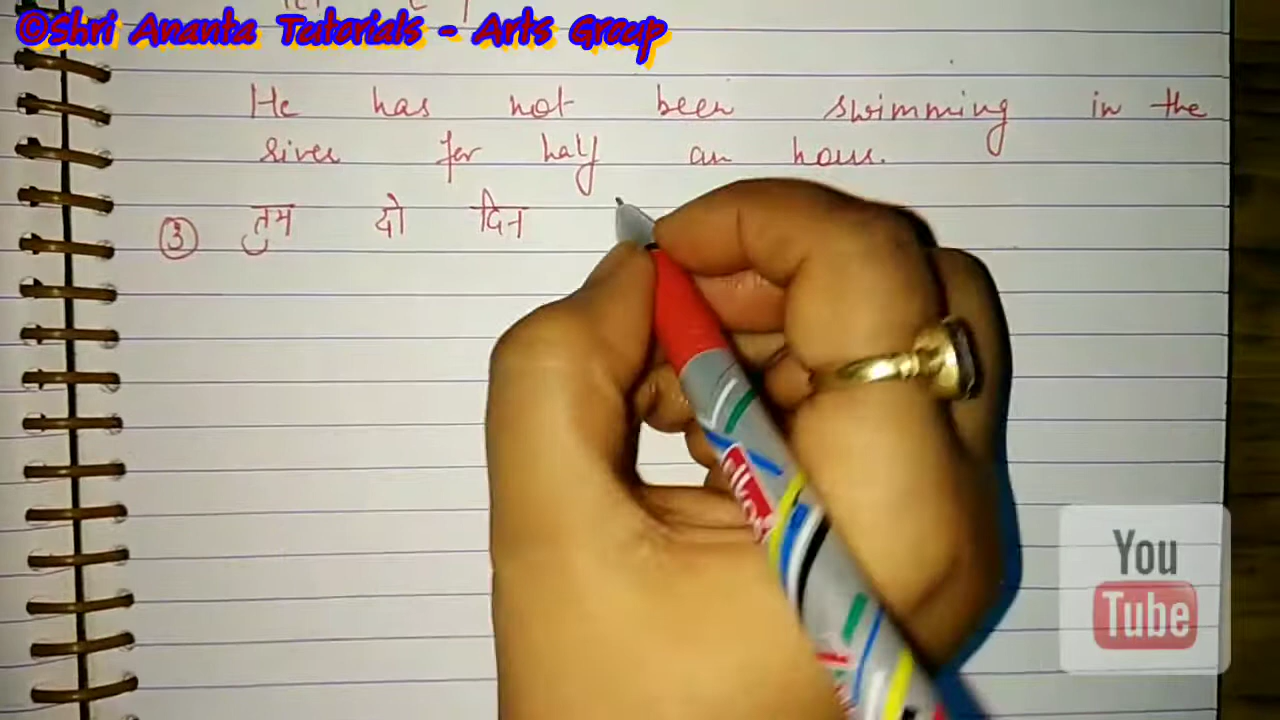 ©Shri Ananta Tutorials - Arts Group
He has not been swimming in the
river for half an hour.
③ तुम दो दिन
You
Tube